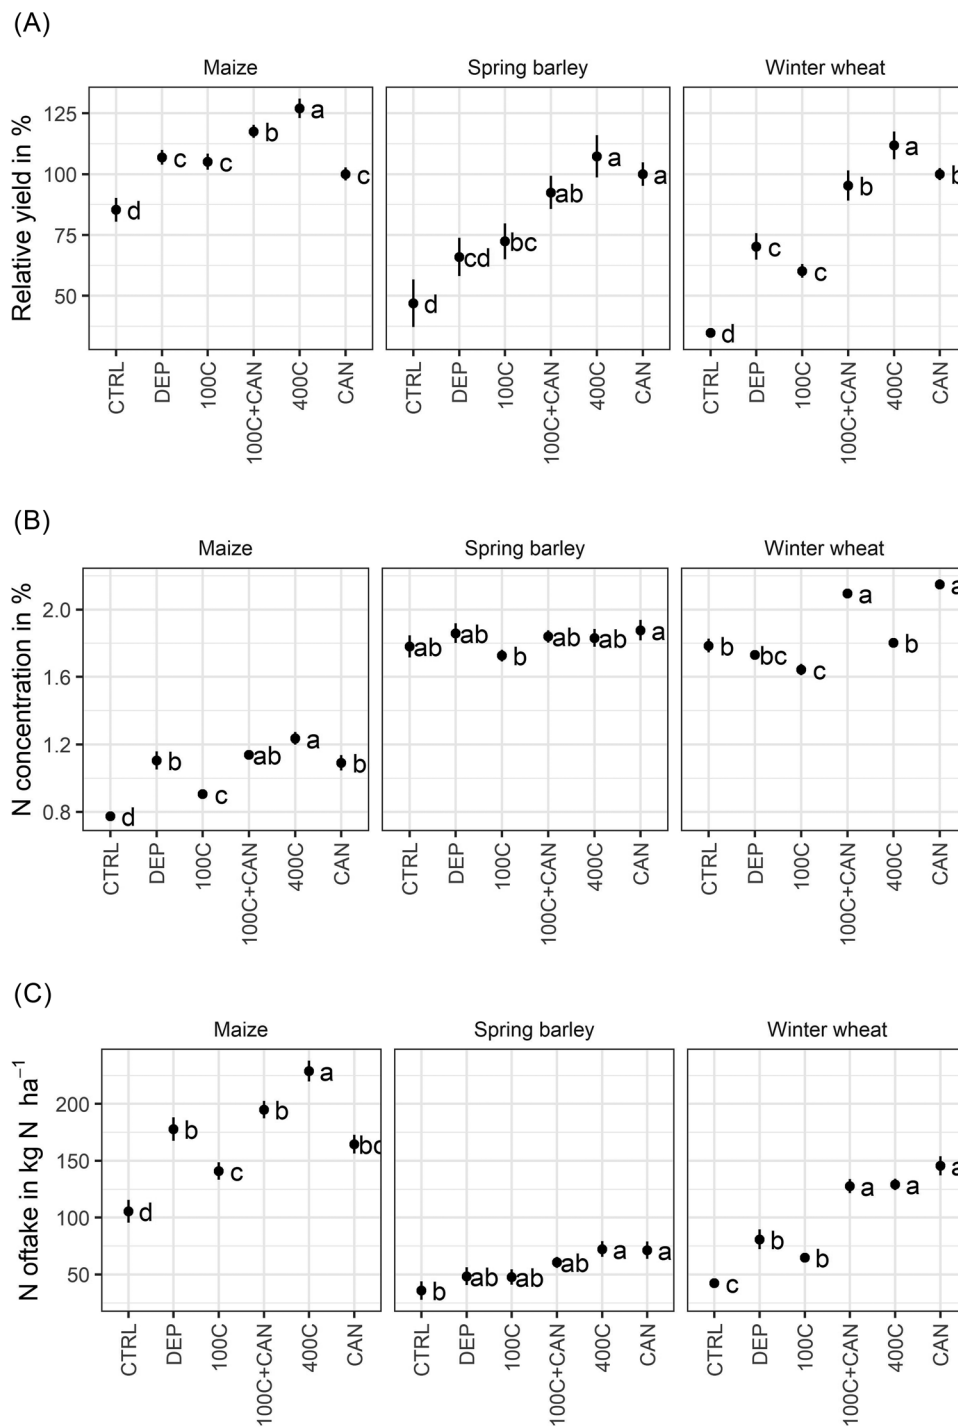 (A)
Maize Spring barley Winter wheat
Relative yield in %
125
100
75
50
d c c b a c
d cd bc ab a a
d c c b a b
CTRL DEP 100C 100C+CAN 400C CAN
CTRL DEP 100C 100C+CAN 400C CAN
CTRL DEP 100C 100C+CAN 400C CAN
(B)
Maize Spring barley Winter wheat
N concentration in %
2.0
1.6
1.2
0.8
d b c ab a b
ab ab b ab ab a
b bc c a b a
CTRL DEP 100C 100C+CAN 400C CAN
CTRL DEP 100C 100C+CAN 400C CAN
CTRL DEP 100C 100C+CAN 400C CAN
(C)
Maize Spring barley Winter wheat
N oftake in kg N ha⁻¹
200
150
100
50
d b c b a bc
b ab ab ab a a
c b b a a a
CTRL DEP 100C 100C+CAN 400C CAN
CTRL DEP 100C 100C+CAN 400C CAN
CTRL DEP 100C 100C+CAN 400C CAN